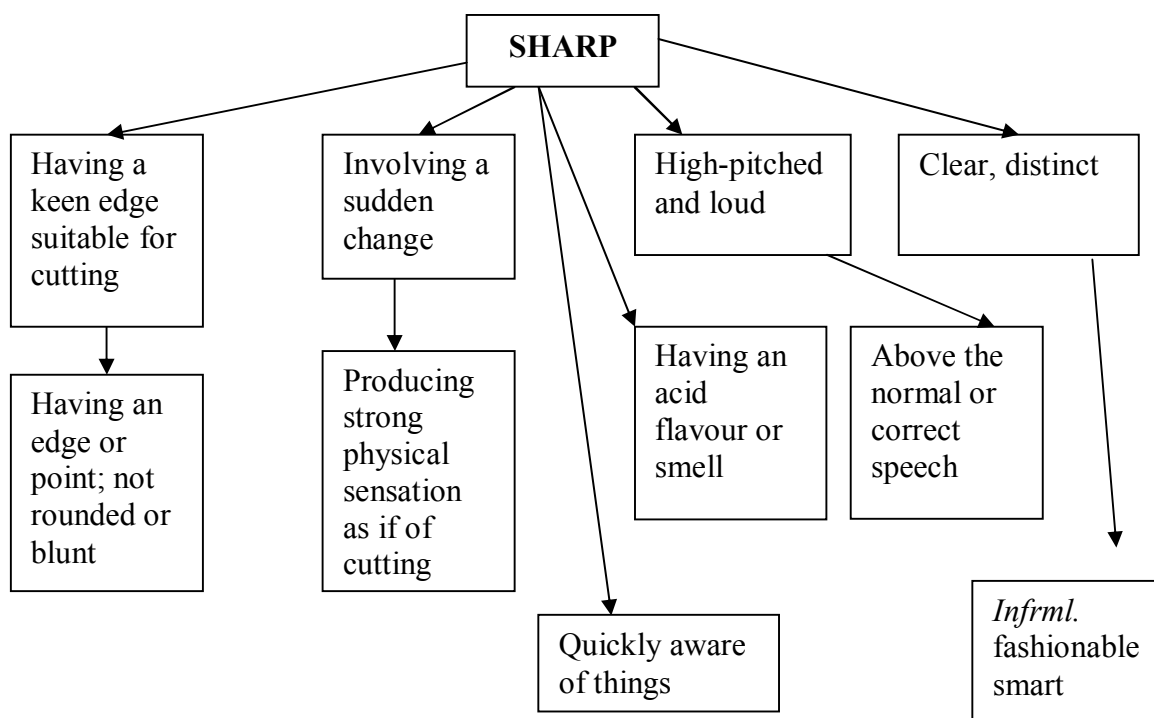 SHARP
Having a
keen edge
suitable for
cutting
Involving a
sudden
change
High-pitched
and loud
Clear, distinct
Having an
edge or
point; not
rounded or
blunt
Producing
strong
physical
sensation
as if of
cutting
Having an
acid
flavour or
smell
Above the
normal or
correct
speech
Quickly aware
of things
Infrml.
fashionable
smart